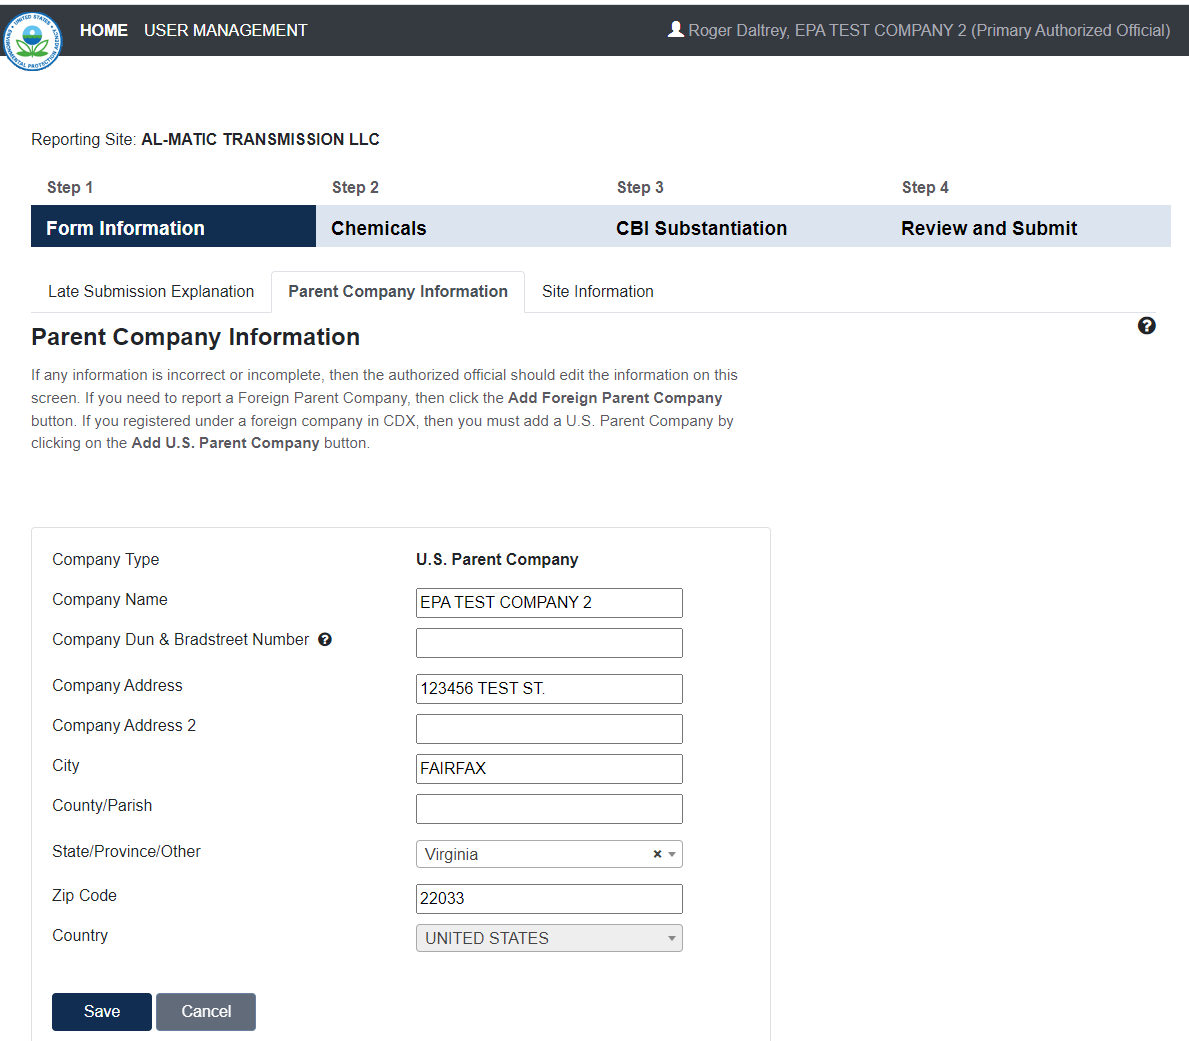 UNITED STATES
ENVIRONMENTAL PROTECTION AGENCY
HOME USER MANAGEMENT Roger Daltrey, EPA TEST COMPANY 2 (Primary Authorized Official)
Reporting Site: AL-MATIC TRANSMISSION LLC
Step 1 Step 2 Step 3 Step 4
Form Information Chemicals CBI Substantiation Review and Submit
Late Submission Explanation Parent Company Information Site Information
Parent Company Information
If any information is incorrect or incomplete, then the authorized official should edit the information on this
screen. If you need to report a Foreign Parent Company, then click the Add Foreign Parent Company
button. If you registered under a foreign company in CDX, then you must add a U.S. Parent Company by
clicking on the Add U.S. Parent Company button.
Company Type U.S. Parent Company
Company Name EPA TEST COMPANY 2
Company Dun & Bradstreet Number
Company Address 123456 TEST ST.
Company Address 2
City FAIRFAX
County/Parish
State/Province/Other Virginia
Zip Code 22033
Country UNITED STATES
Save Cancel